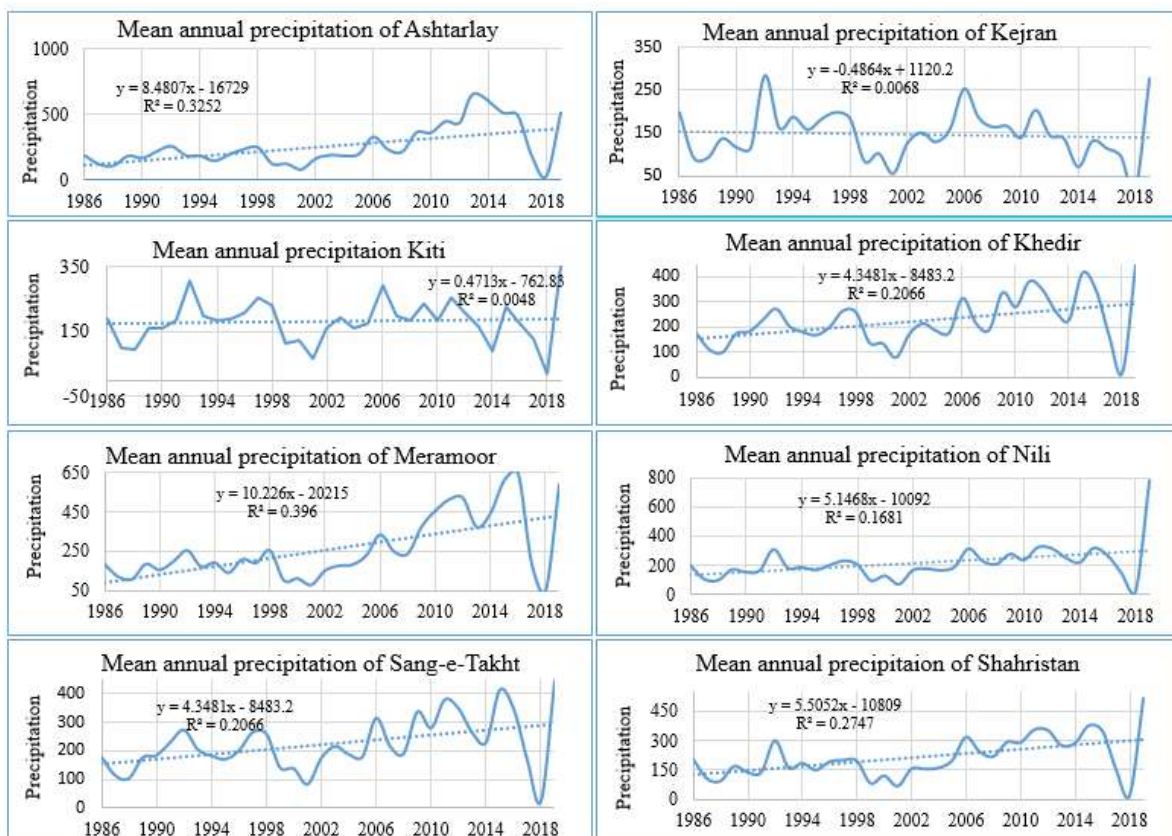 Mean annual precipitation of Ashtarlay
Precipitation
1000
500
0
y = 8.4807x - 16729
R² = 0.3252
1986 1990 1994 1998 2002 2006 2010 2014 2018
Mean annual precipitation of Kejran
Precipitation
350
250
150
50
y = -0.4864x + 1120.2
R² = 0.0068
1986 1990 1994 1998 2002 2006 2010 2014 2018
Mean annual precipitaion Kiti
Precipitation
350
150
-50
y = 0.4713x - 762.83
R² = 0.0048
1986 1990 1994 1998 2002 2006 2010 2014 2018
Mean annual precipitation of Khedir
Precipitation
400
300
200
100
0
y = 4.3481x - 8483.2
R² = 0.2066
1986 1990 1994 1998 2002 2006 2010 2014 2018
Mean annual precipitation of Meramoor
Precipitation
650
450
250
50
y = 10.226x - 20215
R² = 0.396
1986 1990 1994 1998 2002 2006 2010 2014 2018
Mean annual precipitation of Nili
Precipitation
800
600
400
200
0
y = 5.1468x - 10092
R² = 0.1681
1986 1990 1994 1998 2002 2006 2010 2014 2018
Mean annual precipitation of Sang-e-Takht
Precipitation
400
300
200
100
0
y = 4.3481x - 8483.2
R² = 0.2066
1986 1990 1994 1998 2002 2006 2010 2014 2018
Mean annual precipitaion of Shahristan
Precipitation
450
300
150
0
y = 5.5052x - 10809
R² = 0.2747
1986 1990 1994 1998 2002 2006 2010 2014 2018